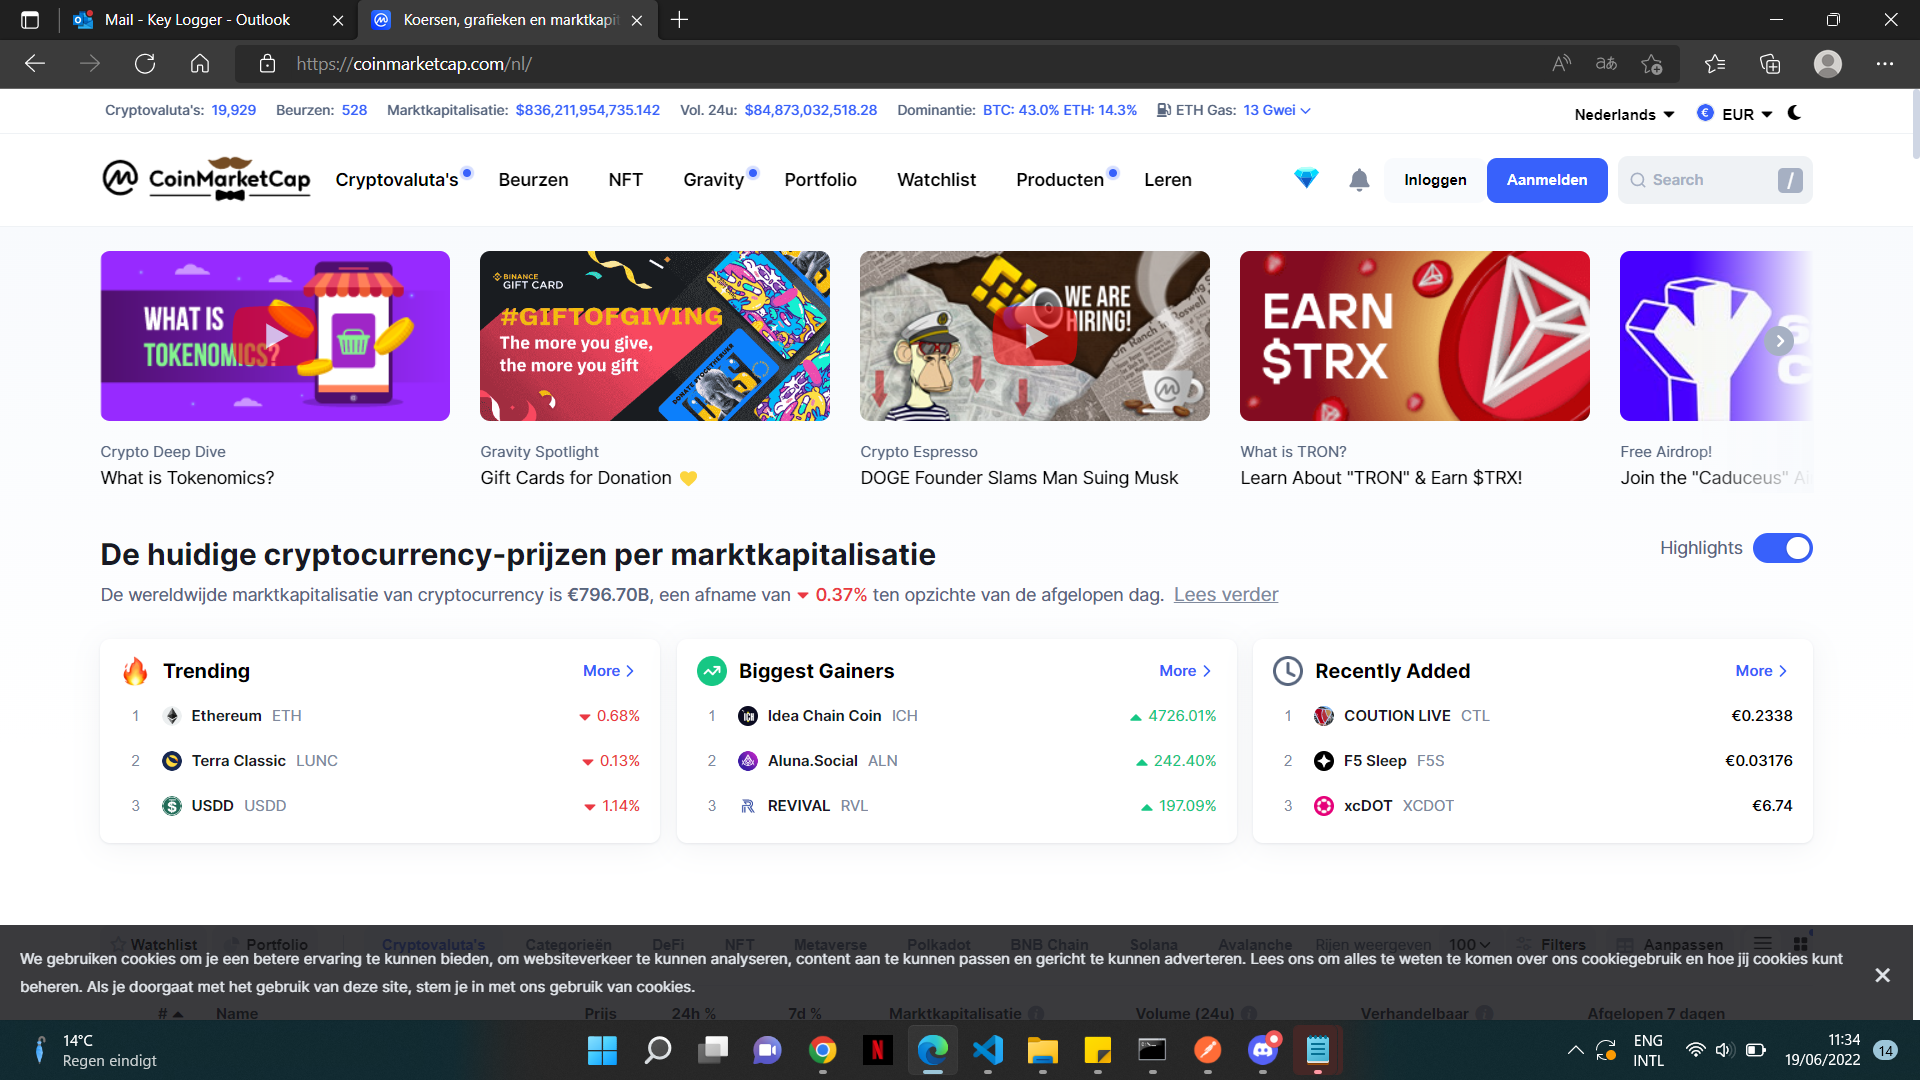 Mail - Key Logger - Outlook
Koersen, grafieken en marktkapit
https://coinmarketcap.com/nl/
Cryptovaluta's: 19,929 Beurzen: 528 Marktkapitalisatie: $836,211,954,735.142 Vol. 24u: $84,873,032,518.28 Dominantie: BTC: 43.0% ETH: 14.3% ETH Gas: 13 Gwei
Nederlands EUR
CoinMarketCap
Cryptovaluta's Beurzen NFT Gravity Portfolio Watchlist Producten Leren
Inloggen Aanmelden Search /
WHAT IS
TOKENOMICS?
BINANCE
GIFT CARD
#GIFTOFGIVING
The more you give,
the more you gift
WE ARE
HIRING!
EARN
$TRX
Crypto Deep Dive
What is Tokenomics?
Gravity Spotlight
Gift Cards for Donation 💛
Crypto Espresso
DOGE Founder Slams Man Suing Musk
What is TRON?
Learn About "TRON" & Earn $TRX!
Free Airdrop!
Join the "Caduceus" Ai
De huidige cryptocurrency-prijzen per marktkapitalisatie
Highlights
De wereldwijde marktkapitalisatie van cryptocurrency is €796.70B, een afname van 0.37% ten opzichte van de afgelopen dag. Lees verder
Trending More
1 Ethereum ETH 0.68%
2 Terra Classic LUNC 0.13%
3 USDD USDD 1.14%
Biggest Gainers More
1 Idea Chain Coin ICH 4726.01%
2 Aluna.Social ALN 242.40%
3 REVIVAL RVL 197.09%
Recently Added More
1 COUTION LIVE CTL €0.2338
2 F5 Sleep F5S €0.03176
3 xcDOT XCDOT €6.74
Watchlist Portfolio Cryptovaluta's Categorieën DeFi NFT Metaverse Polkadot BNB Chain Solana Avalanche Rijen weergeven 100 Filters Aanpassen
We gebruiken cookies om je een betere ervaring te kunnen bieden, om websiteverkeer te kunnen analyseren, content aan te kunnen passen en gericht te kunnen adverteren. Lees ons om alles te weten te komen over ons cookiegebruik en hoe jij cookies kunt
beheren. Als je doorgaat met het gebruik van deze site, stem je in met ons gebruik van cookies.
# Name Prijs 24h % 7d % Marktkapitalisatie Volume (24u) Verhandelbaar Afgelopen 7 dagen
14°C
Regen eindigt
ENG
INTL
11:34
19/06/2022
14